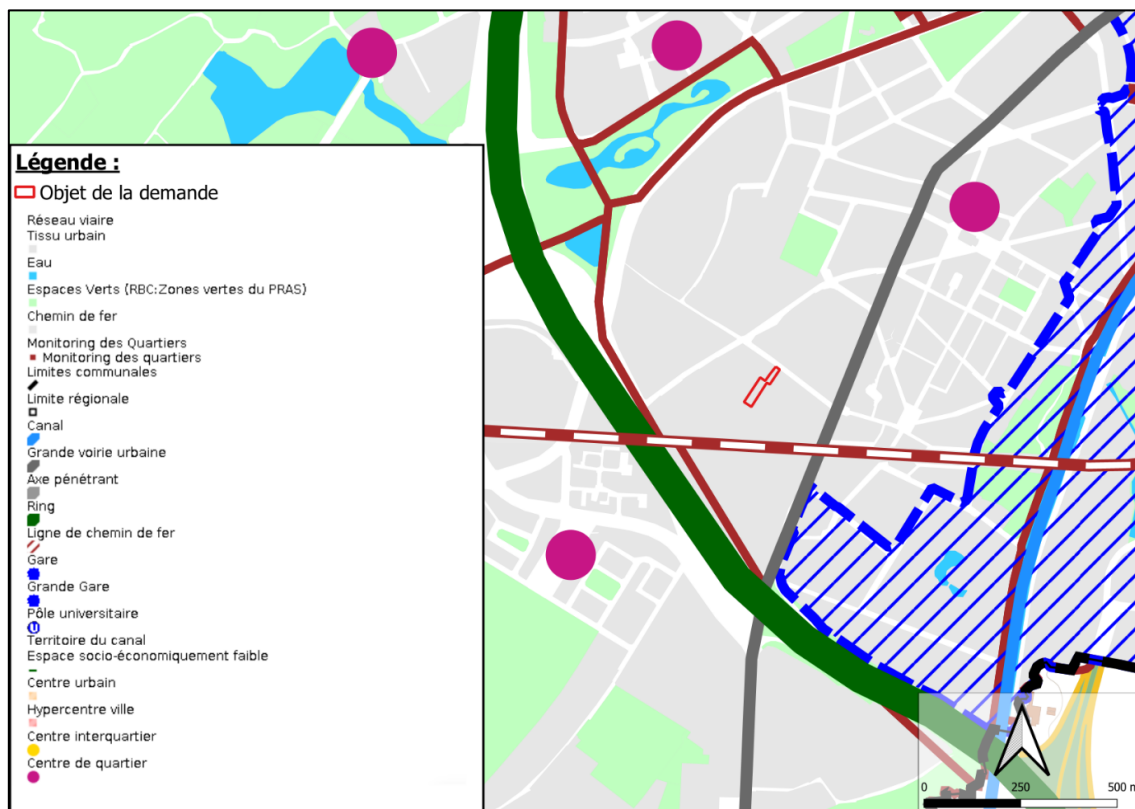 Légende :
Objet de la demande
Réseau viaire
Tissu urbain
Eau
Espaces Verts (RBC:Zones vertes du PRAS)
Chemin de fer
Monitoring des Quartiers
Monitoring des quartiers
Limites communales
Limite régionale
Canal
Grande voirie urbaine
Axe pénétrant
Ring
Ligne de chemin de fer
Gare
Grande Gare
Pôle universitaire
U
Territoire du canal
Espace socio-économiquement faible
Centre urbain
Hypercentre ville
Centre interquartier
Centre de quartier
0 250 500 m